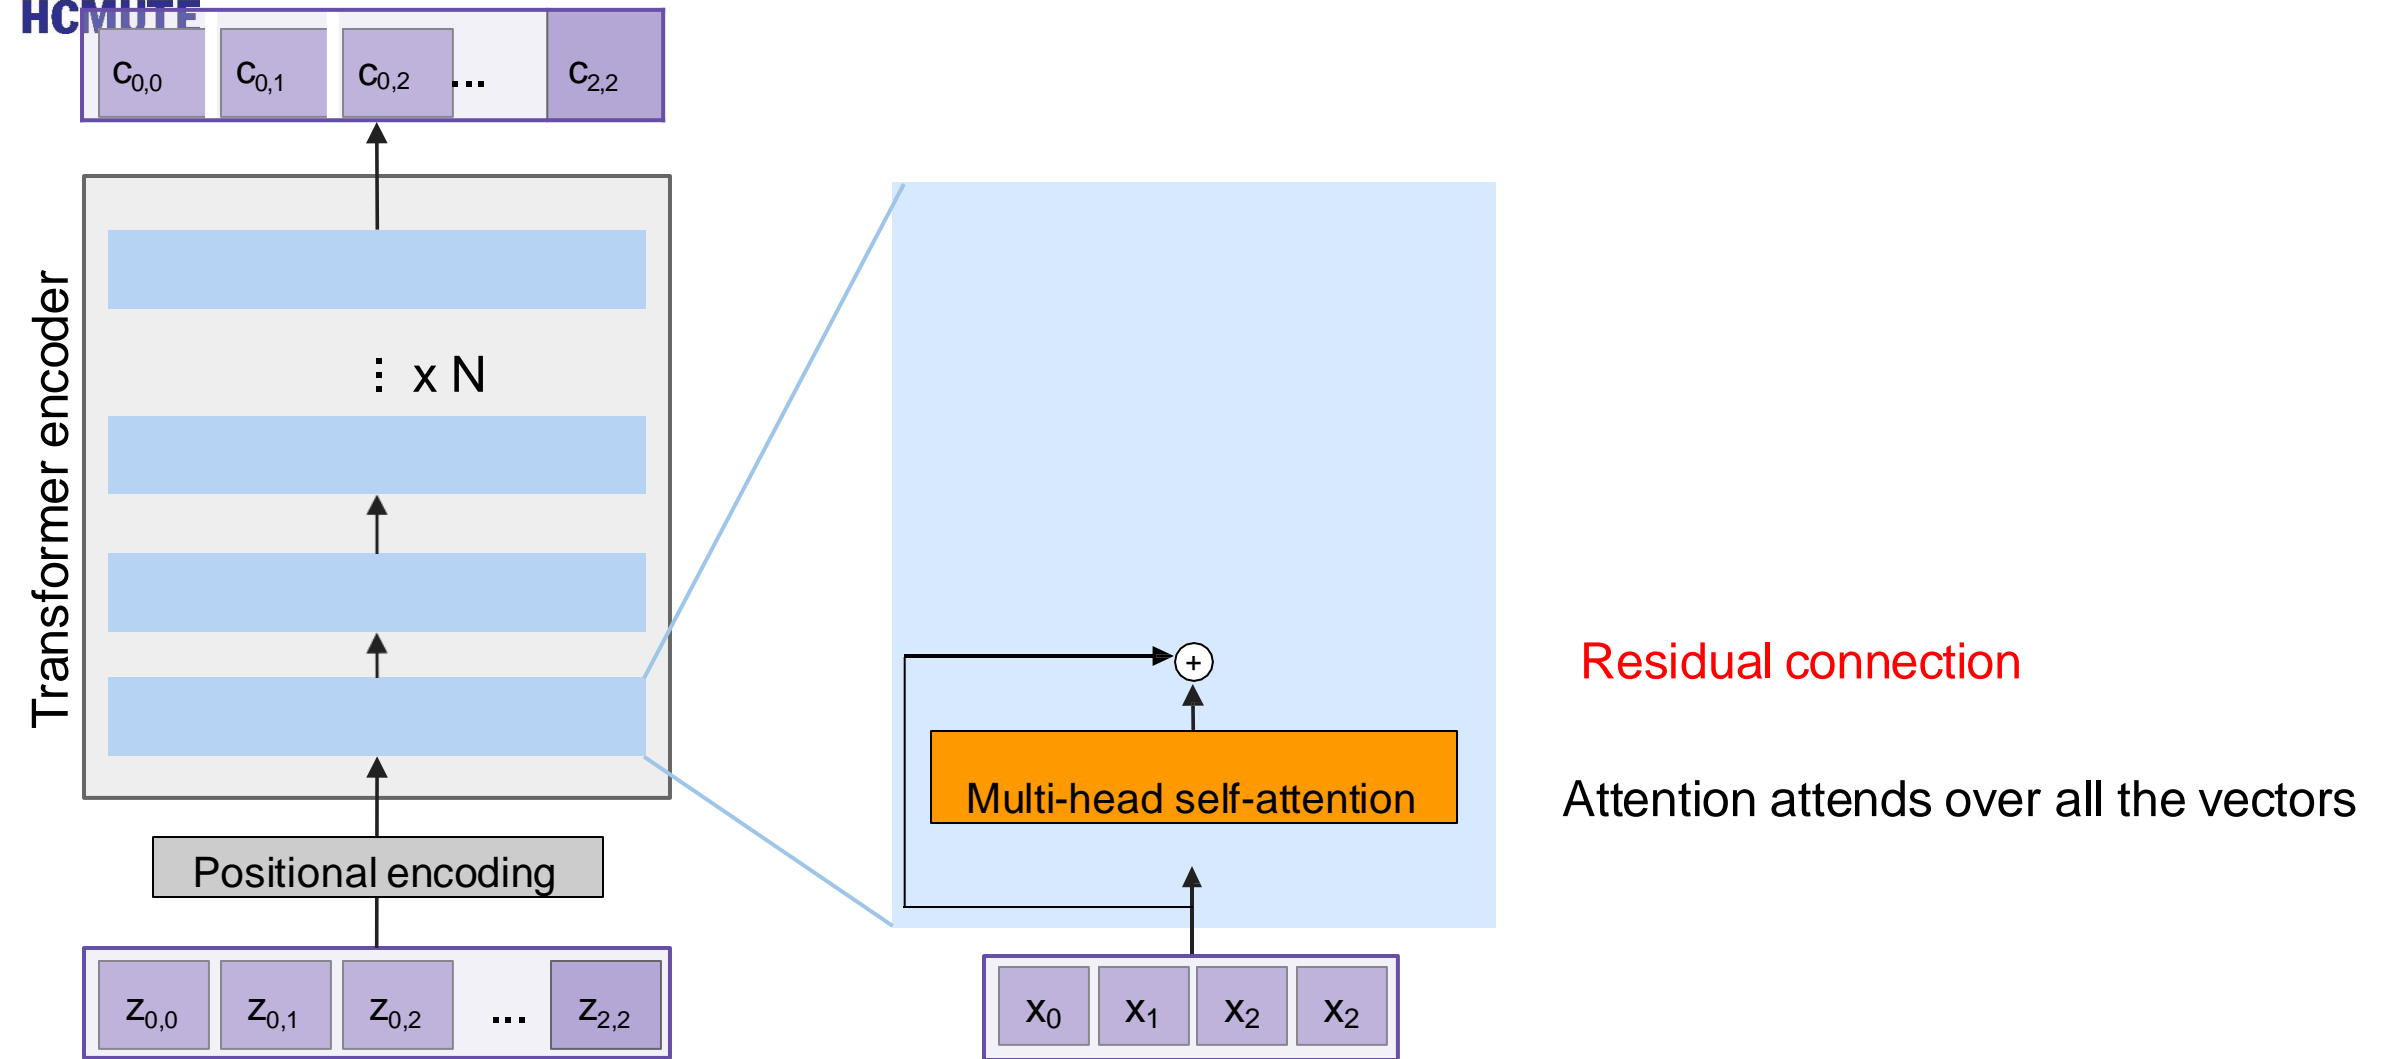 HCMUTE
c0,0 c0,1 c0,2 ... c2,2
Transformer encoder
⋮ x N
Positional encoding
z0,0 z0,1 z0,2 ... z2,2
+
Multi-head self-attention
x0 x1 x2 x2
Residual connection
Attention attends over all the vectors